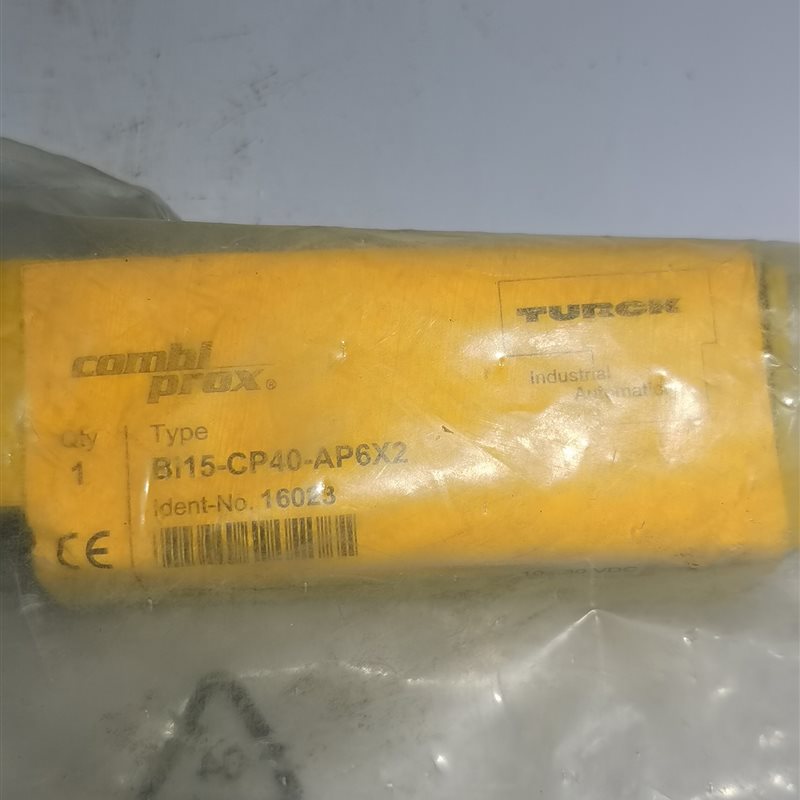 combi
prox®
TURCK
Industrial
Automation
Qty
1
Type
Bi15-CP40-AP6X2
Ident-No. 16023
CE